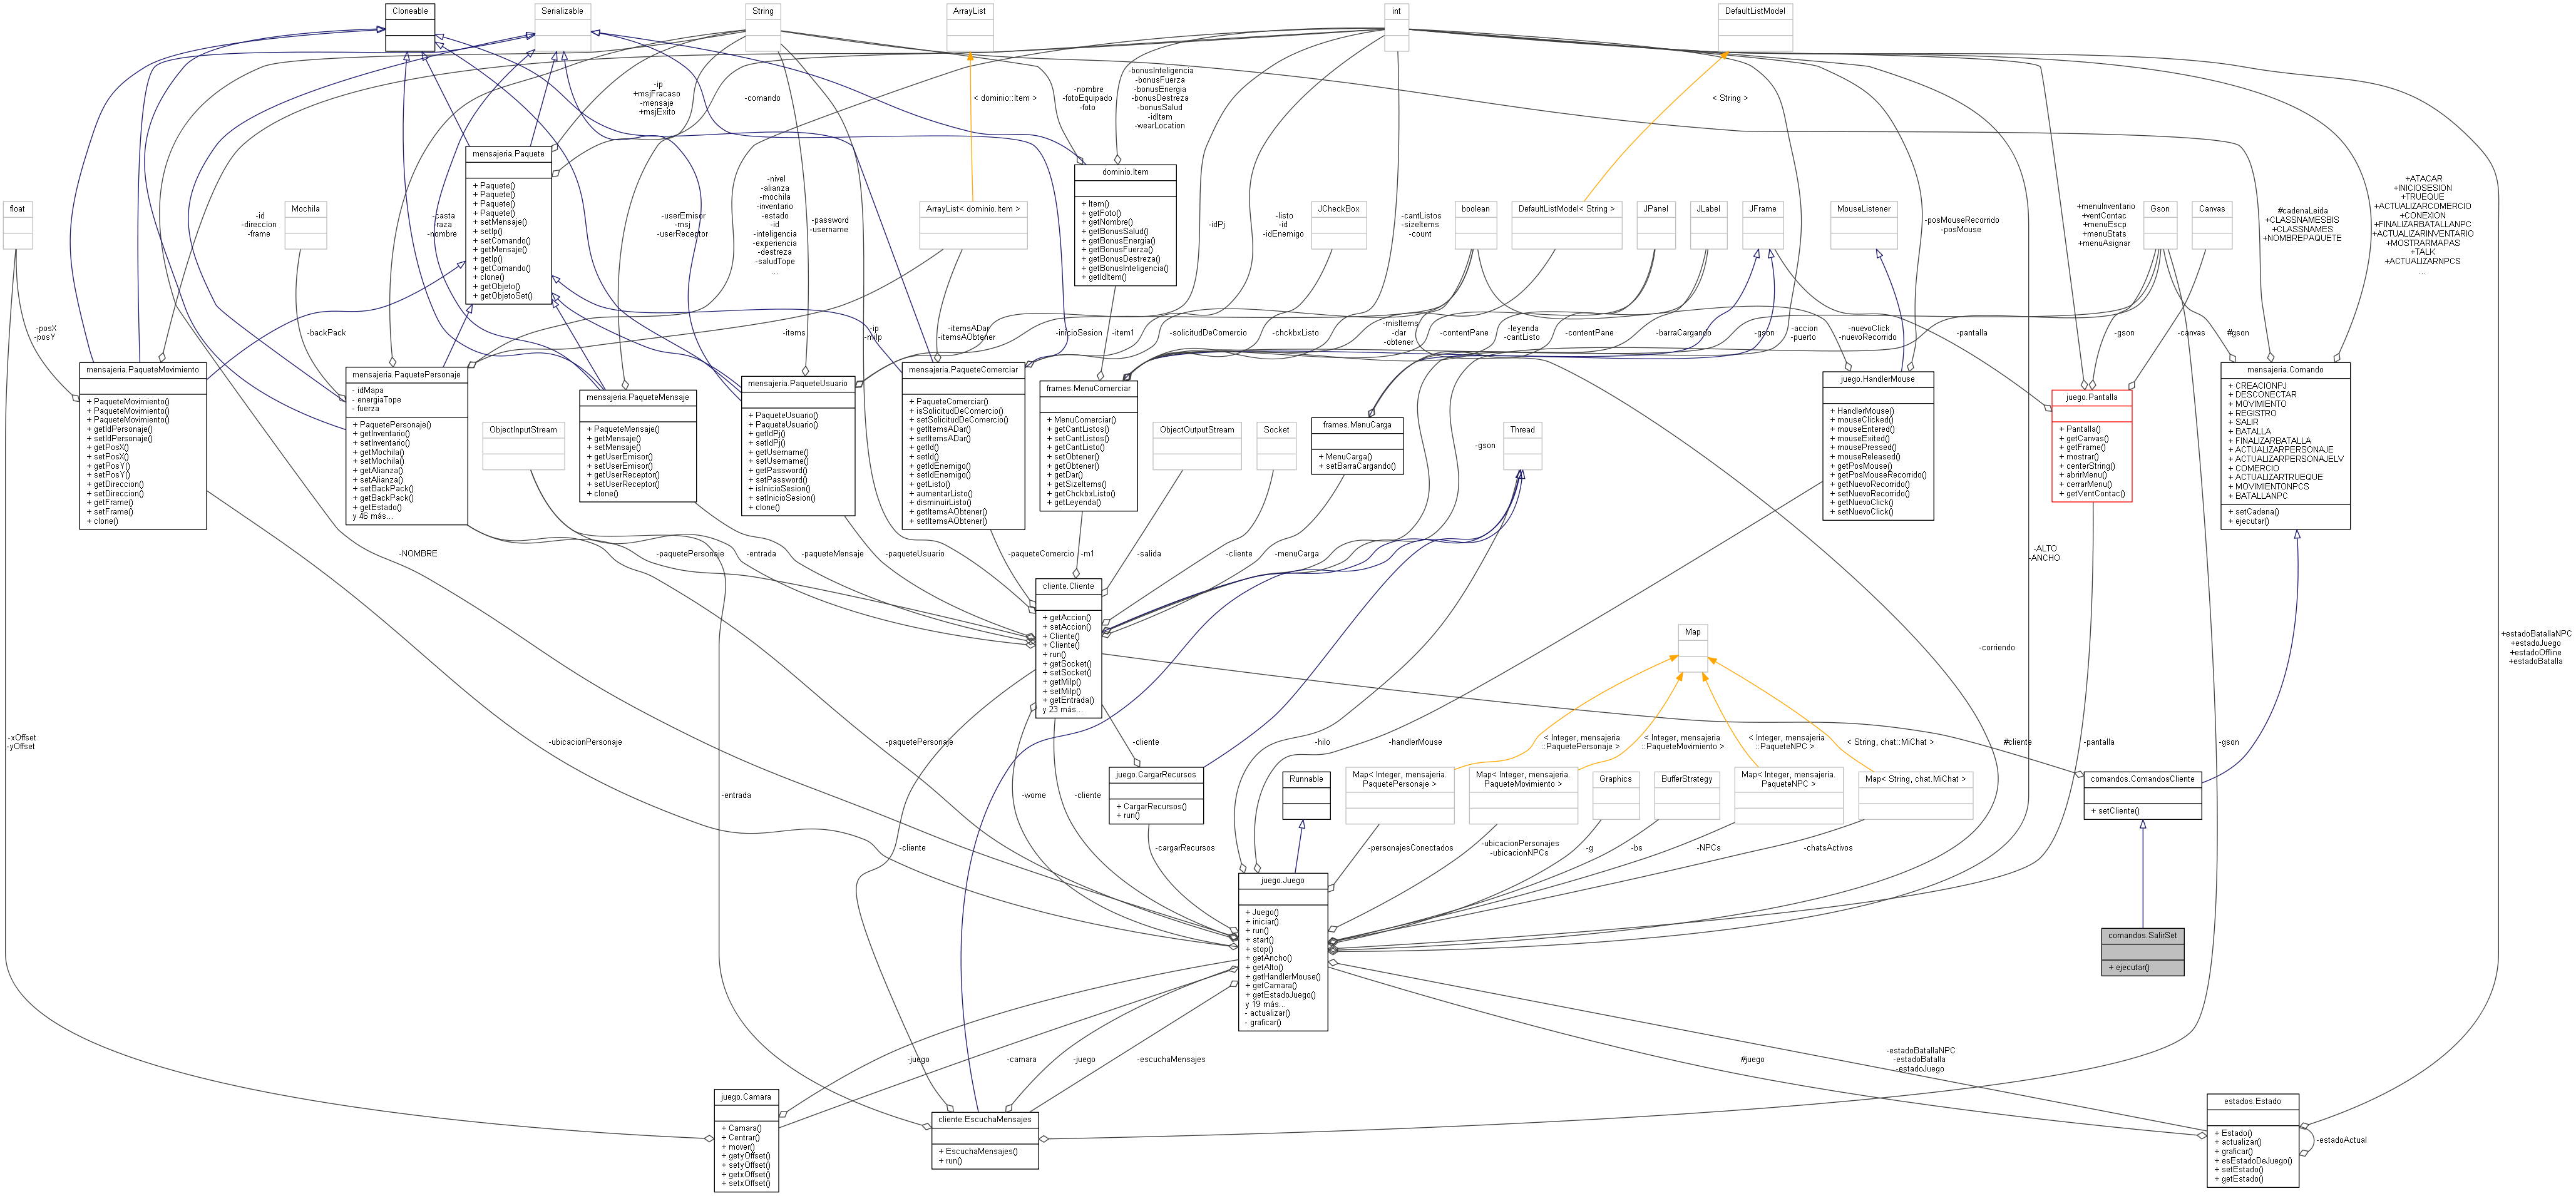 Cloneable
Serializable
String
ArrayList
int
DefaultListModel
-ip
+msjFracaso
-mensaje
+msjExito
-comando
< dominio::Item >
-nombre
-fotoEquipado
-foto
-bonusInteligencia
-bonusFuerza
-bonusEnergia
-bonusDestreza
-bonusSalud
-idItem
-wearLocation
< String >
mensajeria.Paquete
+ Paquete()
+ Paquete()
+ Paquete()
+ Paquete()
+ setMensaje()
+ setIp()
+ setComando()
+ getMensaje()
+ getIp()
+ getComando()
+ clone()
+ getObjeto()
+ getObjetoSet()
dominio.Item
+ Item()
+ getFoto()
+ getNombre()
+ getBonusSalud()
+ getBonusEnergia()
+ getBonusFuerza()
+ getBonusDestreza()
+ getBonusInteligencia()
+ getIdItem()
float
Mochila
-id
-direccion
-frame
-casta
-raza
-nombre
-userEmisor
-msj
-userReceptor
-nivel
-alianza
-mochila
-inventario
-estado
-id
-inteligencia
-experiencia
-destreza
-saludTope
...
-password
-username
ArrayList< dominio.Item >
-idPj
-listo
-id
-idEnemigo
JCheckBox
-cantListos
-sizeItems
-count
boolean
DefaultListModel< String >
JPanel
JLabel
JFrame
MouseListener
-posMouseRecorrido
-posMouse
+menuInventario
+ventContac
+menuEscp
+menuStats
+menuAsignar
Gson
Canvas
#cadenaLeida
+CLASSNAMESBIS
+CLASSNAMES
+NOMBREPAQUETE
+ATACAR
+INICIOSESION
+TRUEQUE
+ACTUALIZARCOMERCIO
+CONEXION
+FINALIZARBATALLANPC
+ACTUALIZARINVENTARIO
+MOSTRARMAPAS
+TALK
+ACTUALIZARNPCS
...
-posX
-posY
-backPack
-items
-ip
-miIp
-itemsADar
-itemsAObtener
-inicioSesion
-solicitudDeComercio
-item1
-chckbxListo
-misItems
-dar
-obtener
-contentPane
-leyenda
-cantListo
-contentPane
-barraCargando
-gson
-accion
-puerto
-nuevoClick
-nuevoRecorrido
-pantalla
-gson
-canvas
#gson
mensajeria.PaqueteMovimiento
+ PaqueteMovimiento()
+ PaqueteMovimiento()
+ PaqueteMovimiento()
+ getIdPersonaje()
+ setIdPersonaje()
+ getPosX()
+ setPosX()
+ getPosY()
+ setPosY()
+ getDireccion()
+ setDireccion()
+ getFrame()
+ setFrame()
+ clone()
mensajeria.PaquetePersonaje
- idMapa
- energiaTope
- fuerza
+ PaquetePersonaje()
+ getInventario()
+ setInventario()
+ getMochila()
+ setMochila()
+ getAlianza()
+ setAlianza()
+ setBackPack()
+ getBackPack()
+ getEstado()
y 46 más...
ObjectInputStream
mensajeria.PaqueteMensaje
+ PaqueteMensaje()
+ getMensaje()
+ setMensaje()
+ getUserEmisor()
+ setUserEmisor()
+ getUserReceptor()
+ setUserReceptor()
+ clone()
mensajeria.PaqueteUsuario
+ PaqueteUsuario()
+ PaqueteUsuario()
+ getIdPj()
+ setIdPj()
+ getUsername()
+ setUsername()
+ getPassword()
+ setPassword()
+ isInicioSesion()
+ setInicioSesion()
+ clone()
mensajeria.PaqueteComerciar
+ PaqueteComerciar()
+ isSolicitudDeComercio()
+ setSolicitudDeComercio()
+ getItemsADar()
+ setItemsADar()
+ getId()
+ setId()
+ getIdEnemigo()
+ setIdEnemigo()
+ getListo()
+ aumentarListo()
+ disminuirListo()
+ getItemsAObtener()
+ setItemsAObtener()
frames.MenuComerciar
+ MenuComerciar()
+ getCantListos()
+ setCantListos()
+ getCantListo()
+ setObtener()
+ getObtener()
+ getDar()
+ getSizeItems()
+ getChckbxListo()
+ getLeyenda()
ObjectOutputStream
Socket
frames.MenuCarga
+ MenuCarga()
+ setBarraCargando()
-gson
Thread
juego.HandlerMouse
+ HandlerMouse()
+ mouseClicked()
+ mouseEntered()
+ mouseExited()
+ mousePressed()
+ mouseReleased()
+ getPosMouse()
+ getPosMouseRecorrido()
+ getNuevoRecorrido()
+ setNuevoRecorrido()
+ getNuevoClick()
+ setNuevoClick()
juego.Pantalla
+ Pantalla()
+ getCanvas()
+ getFrame()
+ mostrar()
+ centerString()
+ abrirMenu()
+ cerrarMenu()
+ getVentContac()
mensajeria.Comando
+ CREACIONPJ
+ DESCONECTAR
+ MOVIMIENTO
+ REGISTRO
+ SALIR
+ BATALLA
+ FINALIZARBATALLA
+ ACTUALIZARPERSONAJE
+ ACTUALIZARPERSONAJELV
+ COMERCIO
+ ACTUALIZARTRUEQUE
+ MOVIMIENTONPCS
+ BATALLANPC
+ setCadena()
+ ejecutar()
-NOMBRE
-paquetePersonaje
-entrada
-paqueteMensaje
-paqueteUsuario
-paqueteComercio
-m1
-salida
-cliente
-menuCarga
-ALTO
-ANCHO
cliente.Cliente
+ getAccion()
+ setAccion()
+ Cliente()
+ Cliente()
+ run()
+ getSocket()
+ setSocket()
+ getMiIp()
+ setMiIp()
+ getEntrada()
y 23 más...
Map
-corriendo
+estadoBatallaNPC
+estadoJuego
+estadoOffline
+estadoBatalla
-xOffset
-yOffset
-ubicacionPersonaje
-paquetePersonaje
-cliente
-hilo
-handlerMouse
< Integer, mensajeria
::PaquetePersonaje >
< Integer, mensajeria
::PaqueteMovimiento >
< Integer, mensajeria
::PaqueteNPC >
< String, chat::MiChat >
#cliente
-pantalla
-gson
-entrada
-wome
-cliente
juego.CargarRecursos
+ CargarRecursos()
+ run()
Runnable
Map< Integer, mensajeria.
PaquetePersonaje >
Map< Integer, mensajeria.
PaqueteMovimiento >
Graphics
BufferStrategy
Map< Integer, mensajeria.
PaqueteNPC >
Map< String, chat.MiChat >
comandos.ComandosCliente
+ setCliente()
-cliente
-cargarRecursos
-personajesConectados
-ubicacionPersonajes
-ubicacionNPCs
-g
-bs
-NPCs
-chatsActivos
juego.Juego
+ Juego()
+ iniciar()
+ run()
+ start()
+ stop()
+ getAncho()
+ getAlto()
+ getHandlerMouse()
+ getCamara()
+ getEstadoJuego()
y 19 más...
- actualizar()
- graficar()
comandos.SalirSet
+ ejecutar()
-juego
-camara
-juego
-escuchaMensajes
#juego
-estadoBatallaNPC
-estadoBatalla
-estadoJuego
juego.Camara
+ Camara()
+ Centrar()
+ mover()
+ getyOffset()
+ setyOffset()
+ getxOffset()
+ setxOffset()
cliente.EscuchaMensajes
+ EscuchaMensajes()
+ run()
estados.Estado
+ Estado()
+ actualizar()
+ graficar()
+ esEstadoDeJuego()
+ setEstado()
+ getEstado()
-estadoActual